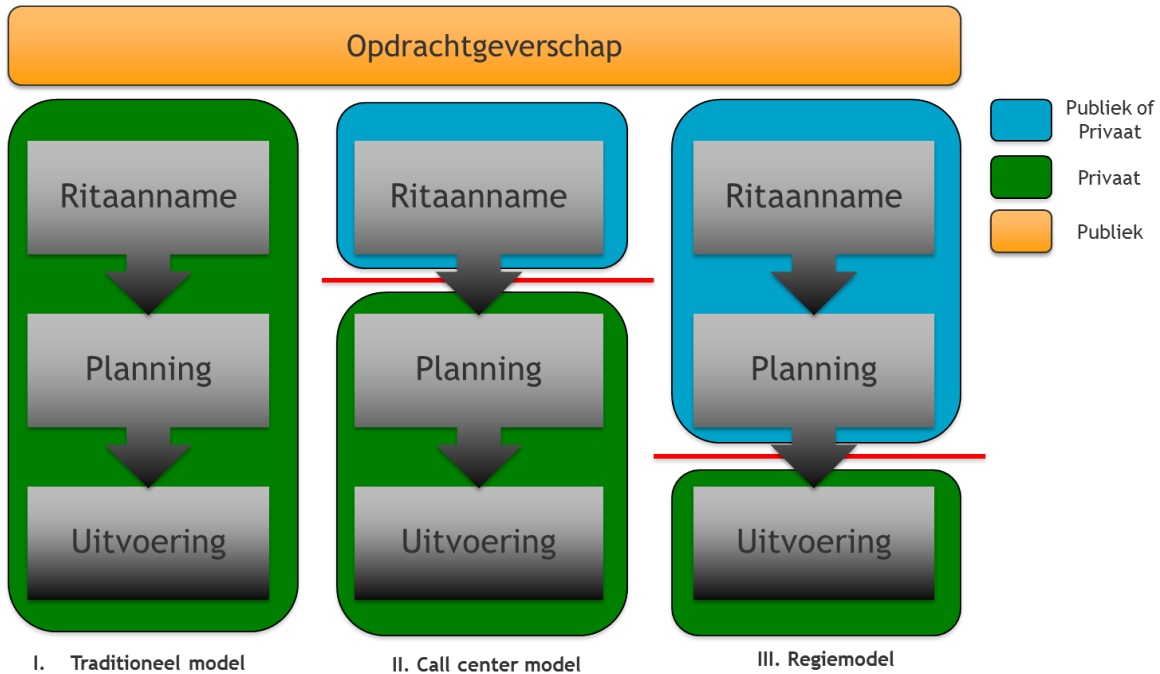 Opdrachtgeverschap
Ritaanname
Planning
Uitvoering
I. Traditioneel model
Ritaanname
Planning
Uitvoering
II. Call center model
Ritaanname
Planning
Uitvoering
III. Regiemodel
Publiek of
Privaat
Privaat
Publiek